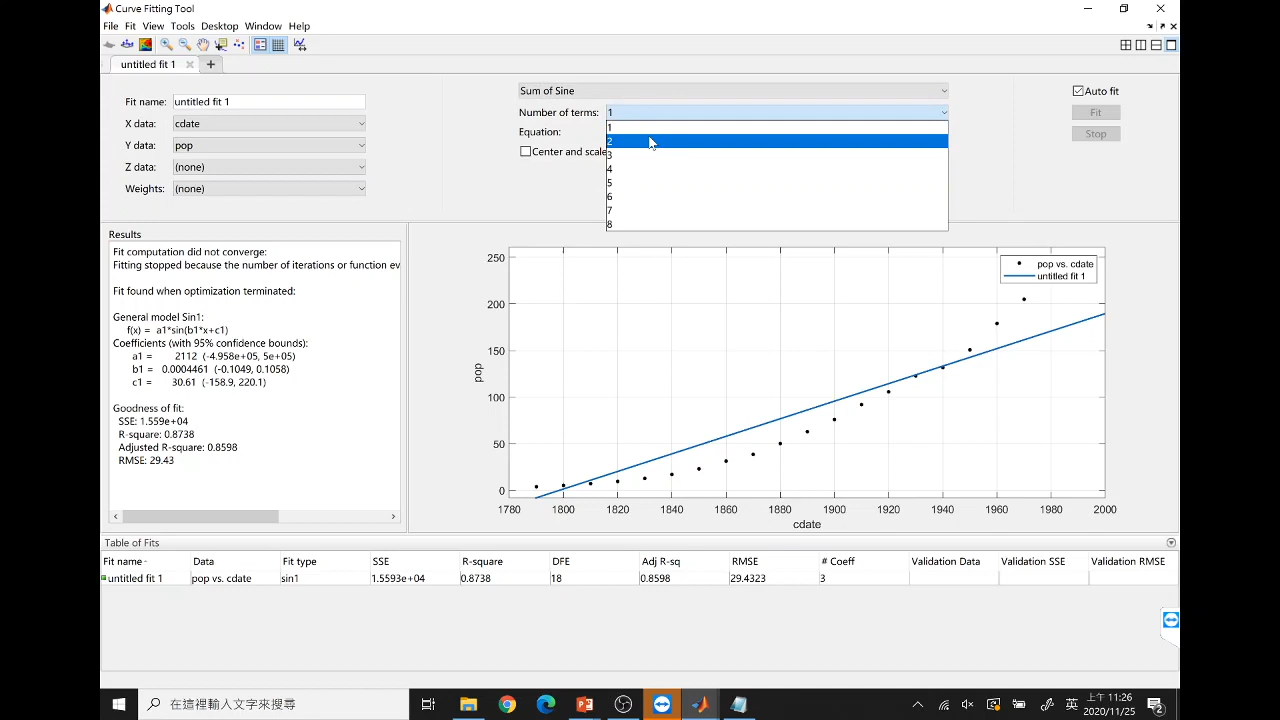 Curve Fitting Tool
File Fit View Tools Desktop Window Help
untitled fit 1
Fit name: untitled fit 1
X data: cdate
Y data: pop
Z data: (none)
Weights: (none)
Sum of Sine
Number of terms: 1
Equation:
Center and scale
1
2
3
4
5
6
7
8
Auto fit
Fit
Stop
Results
Fit computation did not converge:
Fitting stopped because the number of iterations or function ev
Fit found when optimization terminated:
General model Sin1:
f(x) = a1*sin(b1*x+c1)
Coefficients (with 95% confidence bounds):
a1 = 2112 (-4.958e+05, 5e+05)
b1 = 0.0004461 (-0.1049, 0.1058)
c1 = 30.61 (-158.9, 220.1)
Goodness of fit:
SSE: 1.559e+04
R-square: 0.8738
Adjusted R-square: 0.8598
RMSE: 29.43
pop vs. cdate
untitled fit 1
250
200
150
100
50
0
pop
1780 1800 1820 1840 1860 1880 1900 1920 1940 1960 1980 2000
cdate
Table of Fits
Fit name Data Fit type SSE R-square DFE Adj R-sq RMSE # Coeff Validation Data Validation SSE Validation RMSE
untitled fit 1 pop vs. cdate sin1 1.5593e+04 0.8738 18 0.8598 29.4323 3
在這裡輸入文字來搜尋
英
上午 11:26
2020/11/25
2